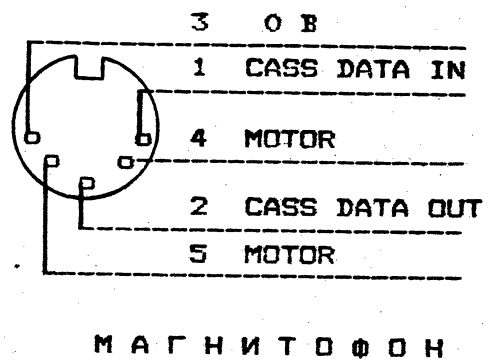 3 0 В
1 CASS DATA IN
4 MOTOR
2 CASS DATA OUT
5 MOTOR
МАГНИТОФОН